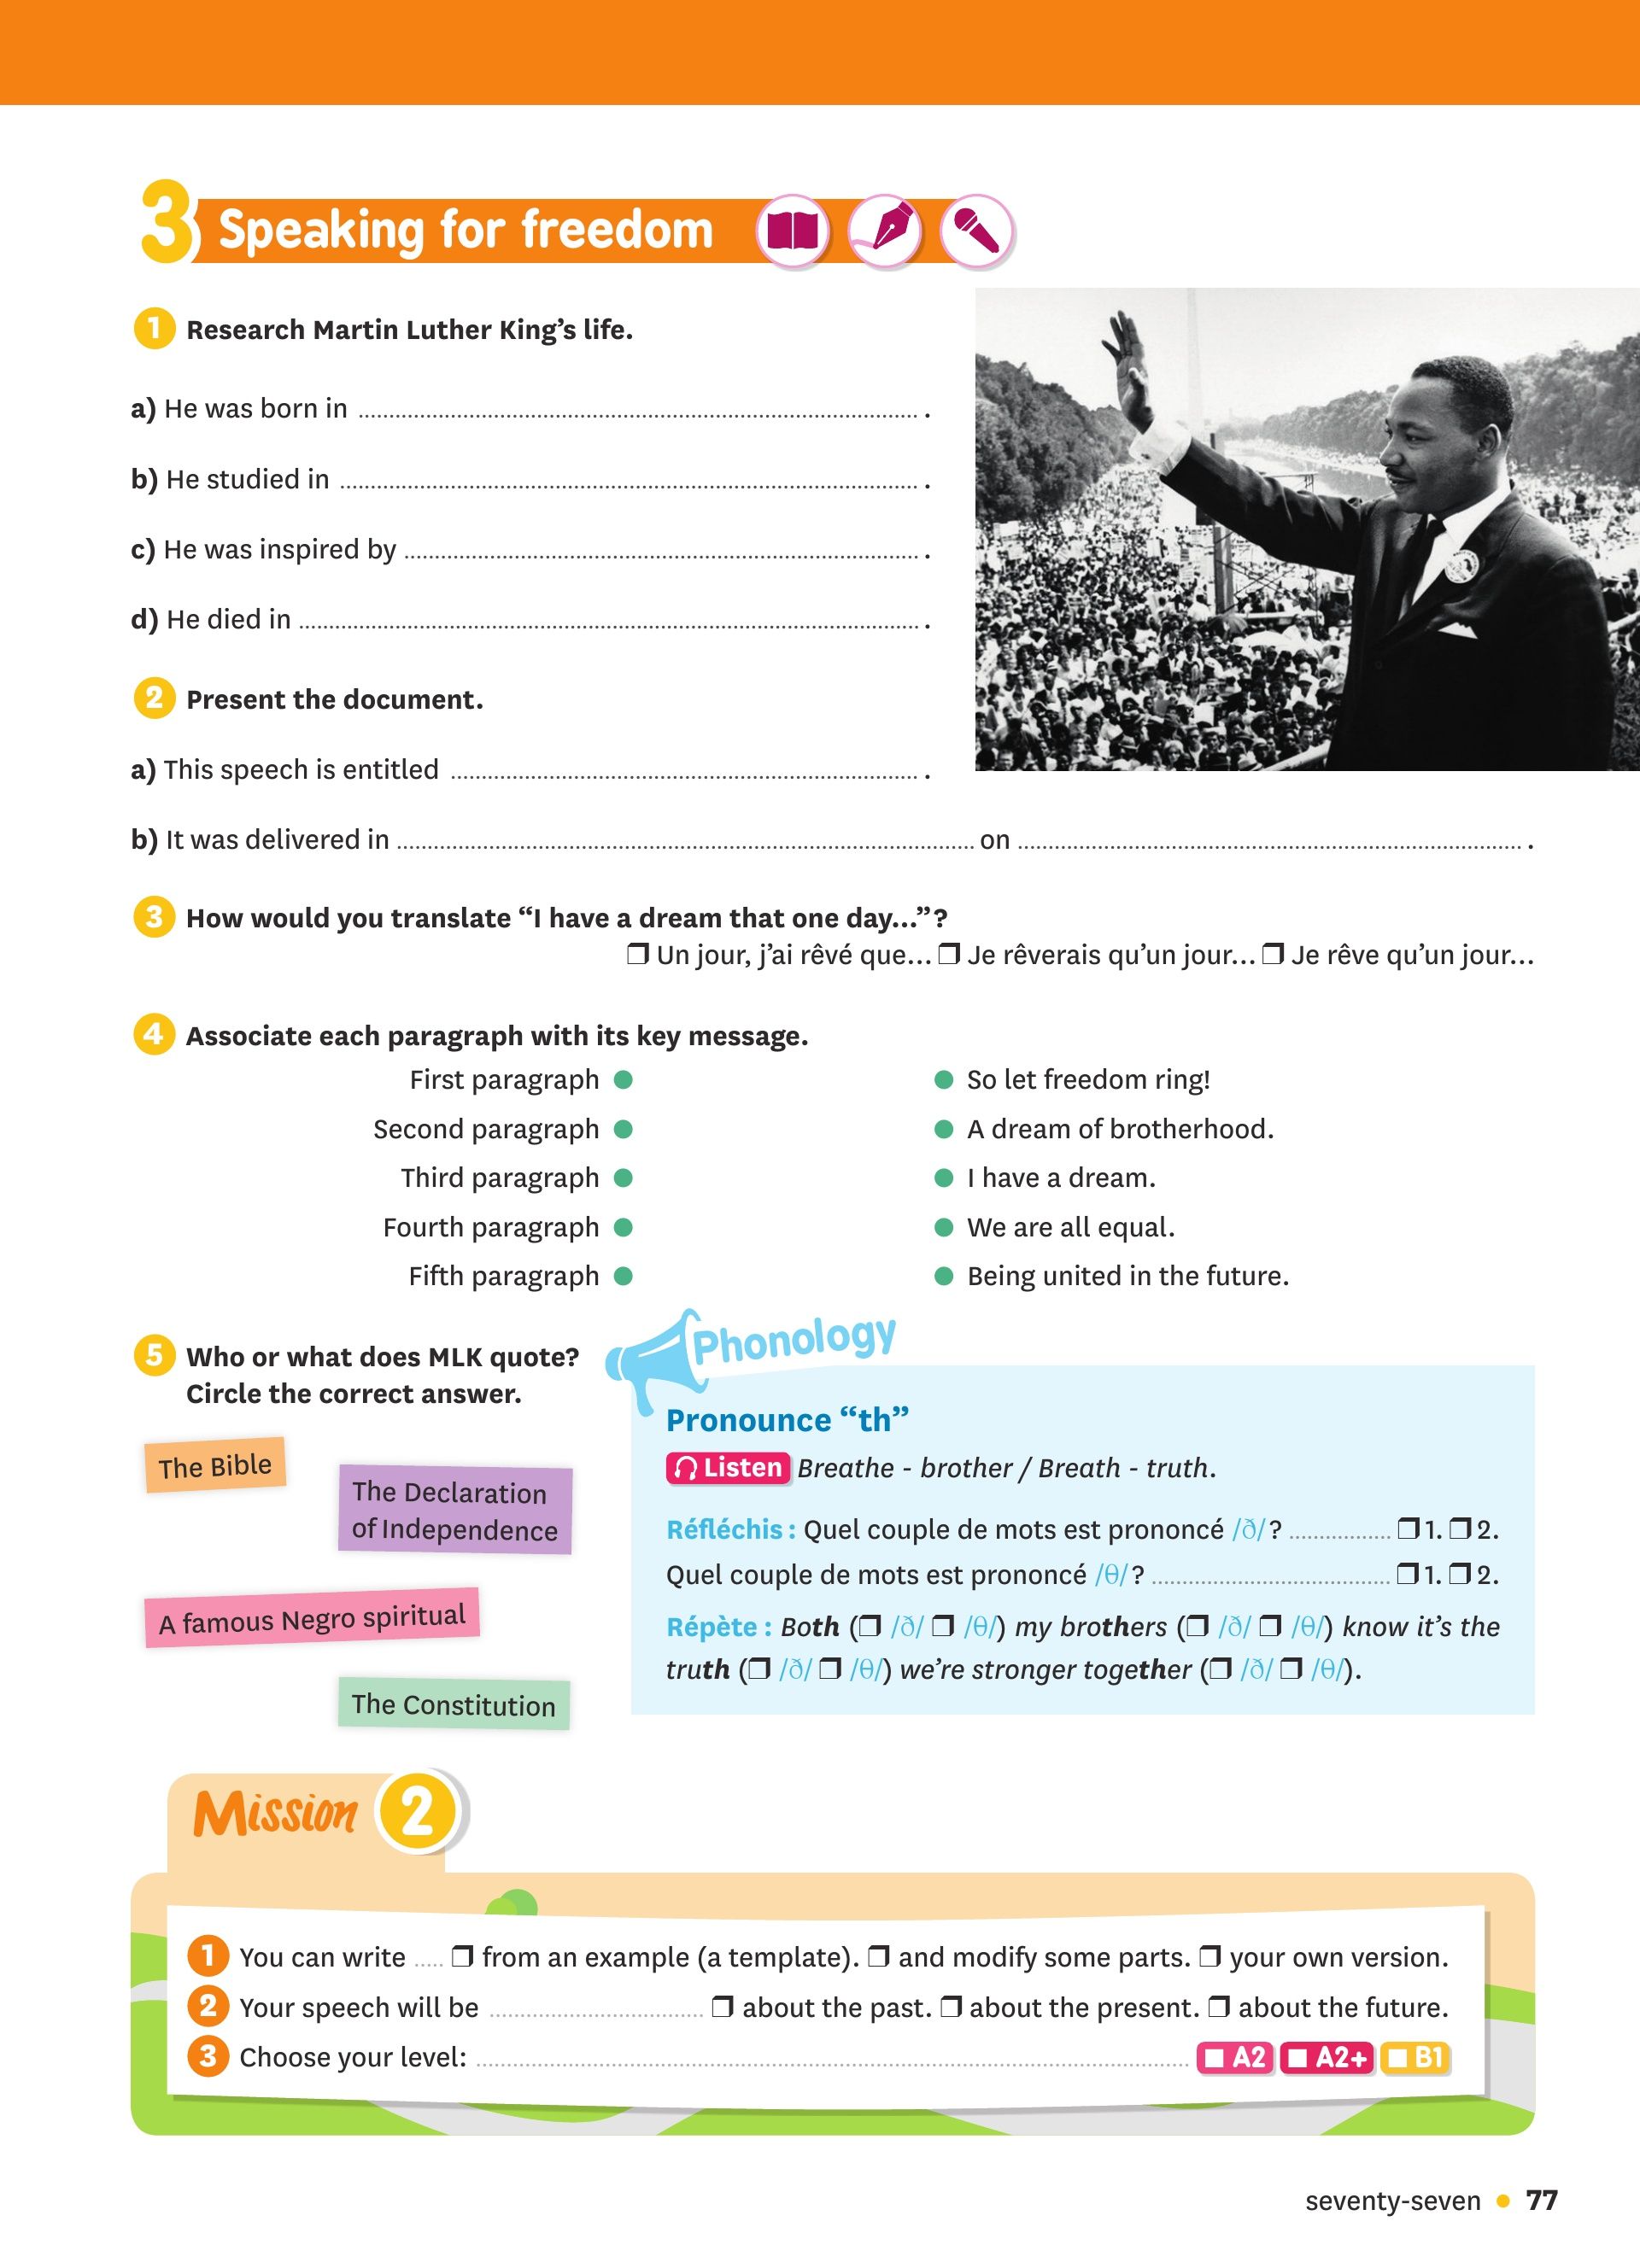 3 Speaking for freedom
1 Research Martin Luther King’s life.
a) He was born in .
b) He studied in .
c) He was inspired by .
d) He died in .
2 Present the document.
a) This speech is entitled .
b) It was delivered in on .
3 How would you translate “I have a dream that one day...”?
❒ Un jour, j’ai rêvé que... ❒ Je rêverais qu’un jour... ❒ Je rêve qu’un jour...
4 Associate each paragraph with its key message.
First paragraph ● ● So let freedom ring!
Second paragraph ● ● A dream of brotherhood.
Third paragraph ● ● I have a dream.
Fourth paragraph ● ● We are all equal.
Fifth paragraph ● ● Being united in the future.
5 Who or what does MLK quote?
Circle the correct answer.
The Bible
The Declaration
of Independence
A famous Negro spiritual
The Constitution
Phonology
Pronounce “th”
Listen Breathe - brother / Breath - truth.
Réfléchis : Quel couple de mots est prononcé /ð/ ? ❒ 1. ❒ 2.
Quel couple de mots est prononcé /θ/ ? ❒ 1. ❒ 2.
Répète : Both (❒ /ð/ ❒ /θ/) my brothers (❒ /ð/ ❒ /θ/) know it’s the
truth (❒ /ð/ ❒ /θ/) we’re stronger together (❒ /ð/ ❒ /θ/).
Mission 2
1 You can write ..... ❒ from an example (a template). ❒ and modify some parts. ❒ your own version.
2 Your speech will be ❒ about the past. ❒ about the present. ❒ about the future.
3 Choose your level: A2 A2+ B1
seventy-seven • 77